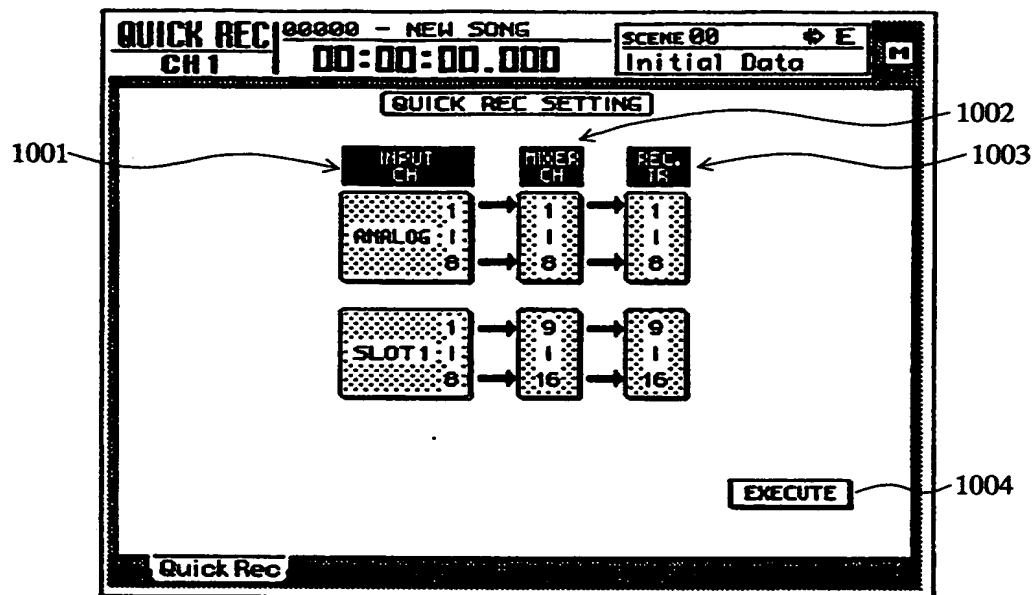 QUICK REC 00000 - NEW SONG SCENE 00 E
CH1 00:00:00.000 Initial Data M
QUICK REC SETTING
1002
1001 INPUT CH MIXER CH REC. TR 1003
1 1 1
ANALOG I I I
8 8 8
1 9 9
SLOT1 I I I
8 16 16
EXECUTE 1004
Quick Rec